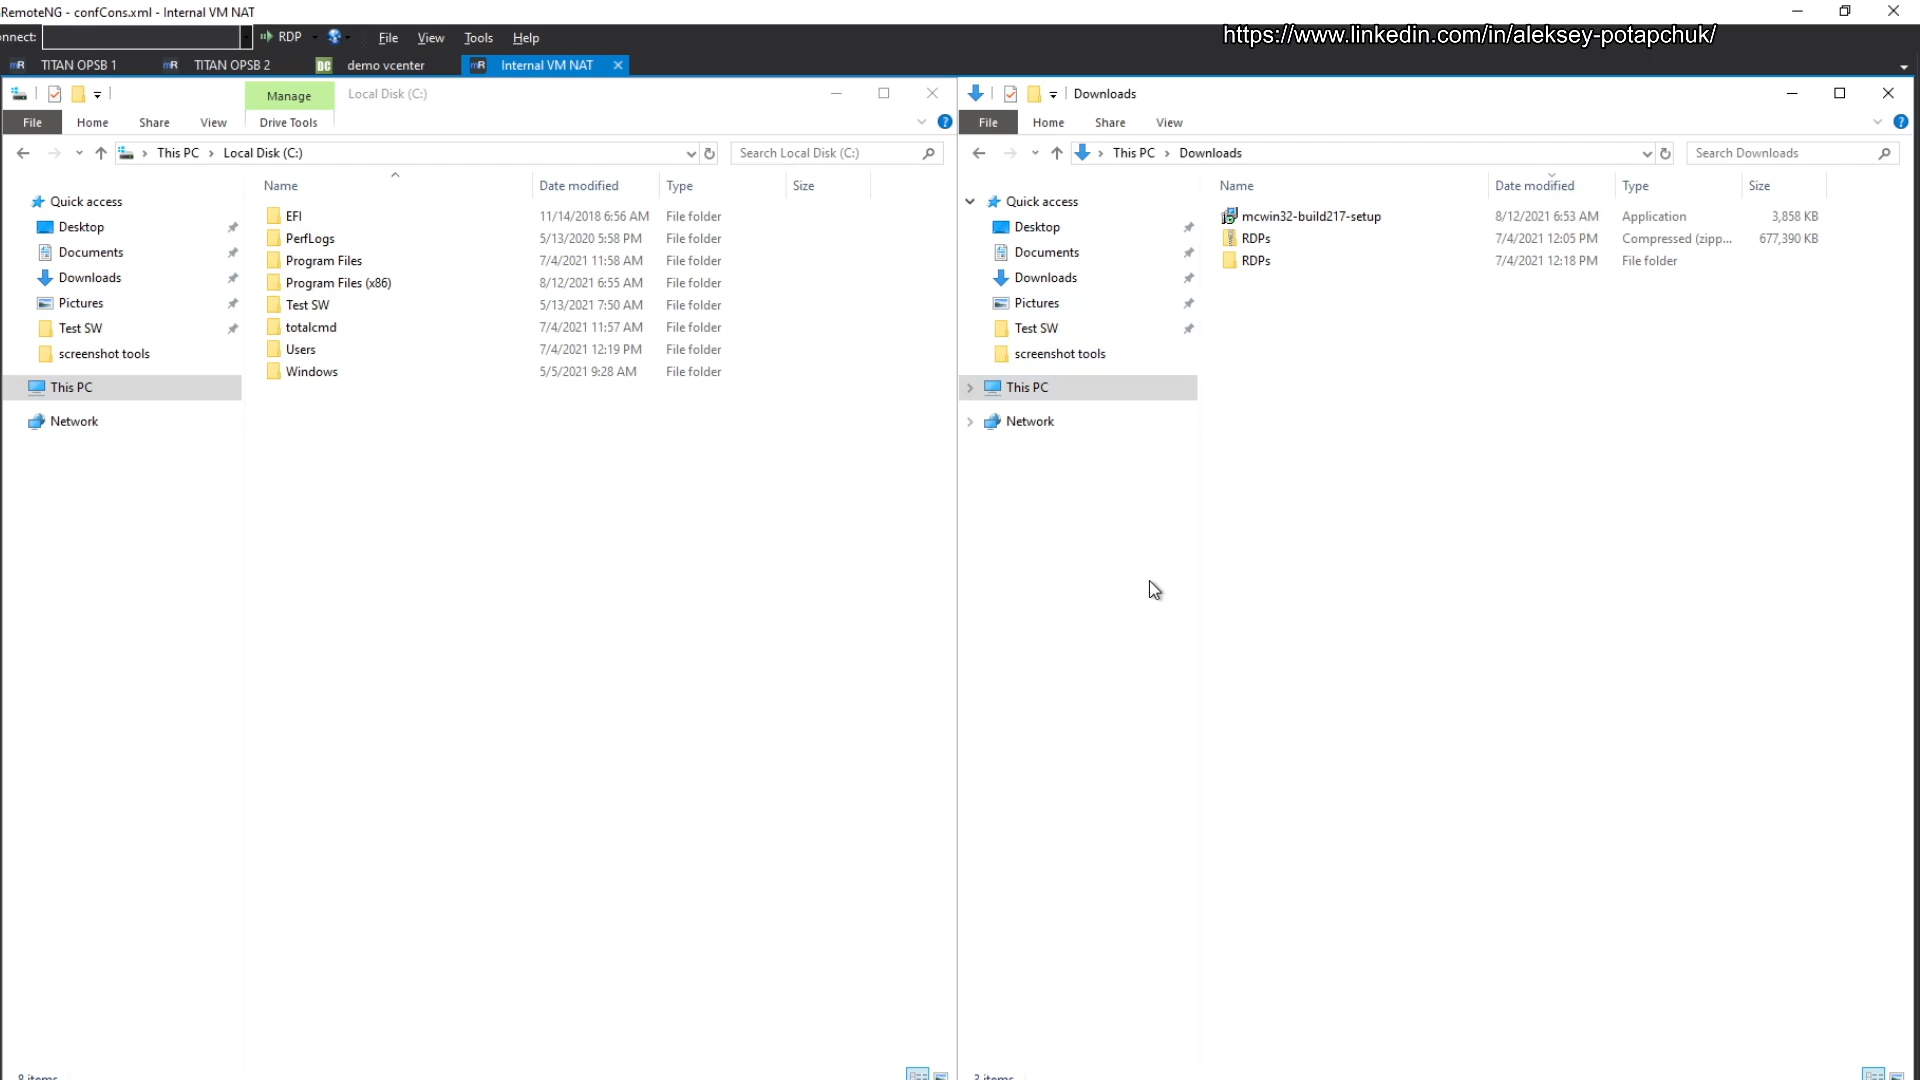 RemoteNG - confCons.xml - Internal VM NAT
nnect: RDP File View Tools Help
https://www.linkedin.com/in/aleksey-potapchuk/
mR TITAN OPSB 1 mR TITAN OPSB 2 DC demo vcenter mR Internal VM NAT
Manage Local Disk (C:)
File Home Share View Drive Tools
This PC Local Disk (C:) Search Local Disk (C:)
Name Date modified Type Size
Quick access
Desktop
Documents
Downloads
Pictures
Test SW
screenshot tools
This PC
Network
EFI 11/14/2018 6:56 AM File folder
PerfLogs 5/13/2020 5:58 PM File folder
Program Files 7/4/2021 11:58 AM File folder
Program Files (x86) 8/12/2021 6:55 AM File folder
Test SW 5/13/2021 7:50 AM File folder
totalcmd 7/4/2021 11:57 AM File folder
Users 7/4/2021 12:19 PM File folder
Windows 5/5/2021 9:28 AM File folder
8 items
Downloads
File Home Share View
This PC Downloads Search Downloads
Name Date modified Type Size
Quick access
Desktop
Documents
Downloads
Pictures
Test SW
screenshot tools
This PC
Network
mcwin32-build217-setup 8/12/2021 6:53 AM Application 3,858 KB
RDPs 7/4/2021 12:05 PM Compressed (zipp... 677,390 KB
RDPs 7/4/2021 12:18 PM File folder
3 items